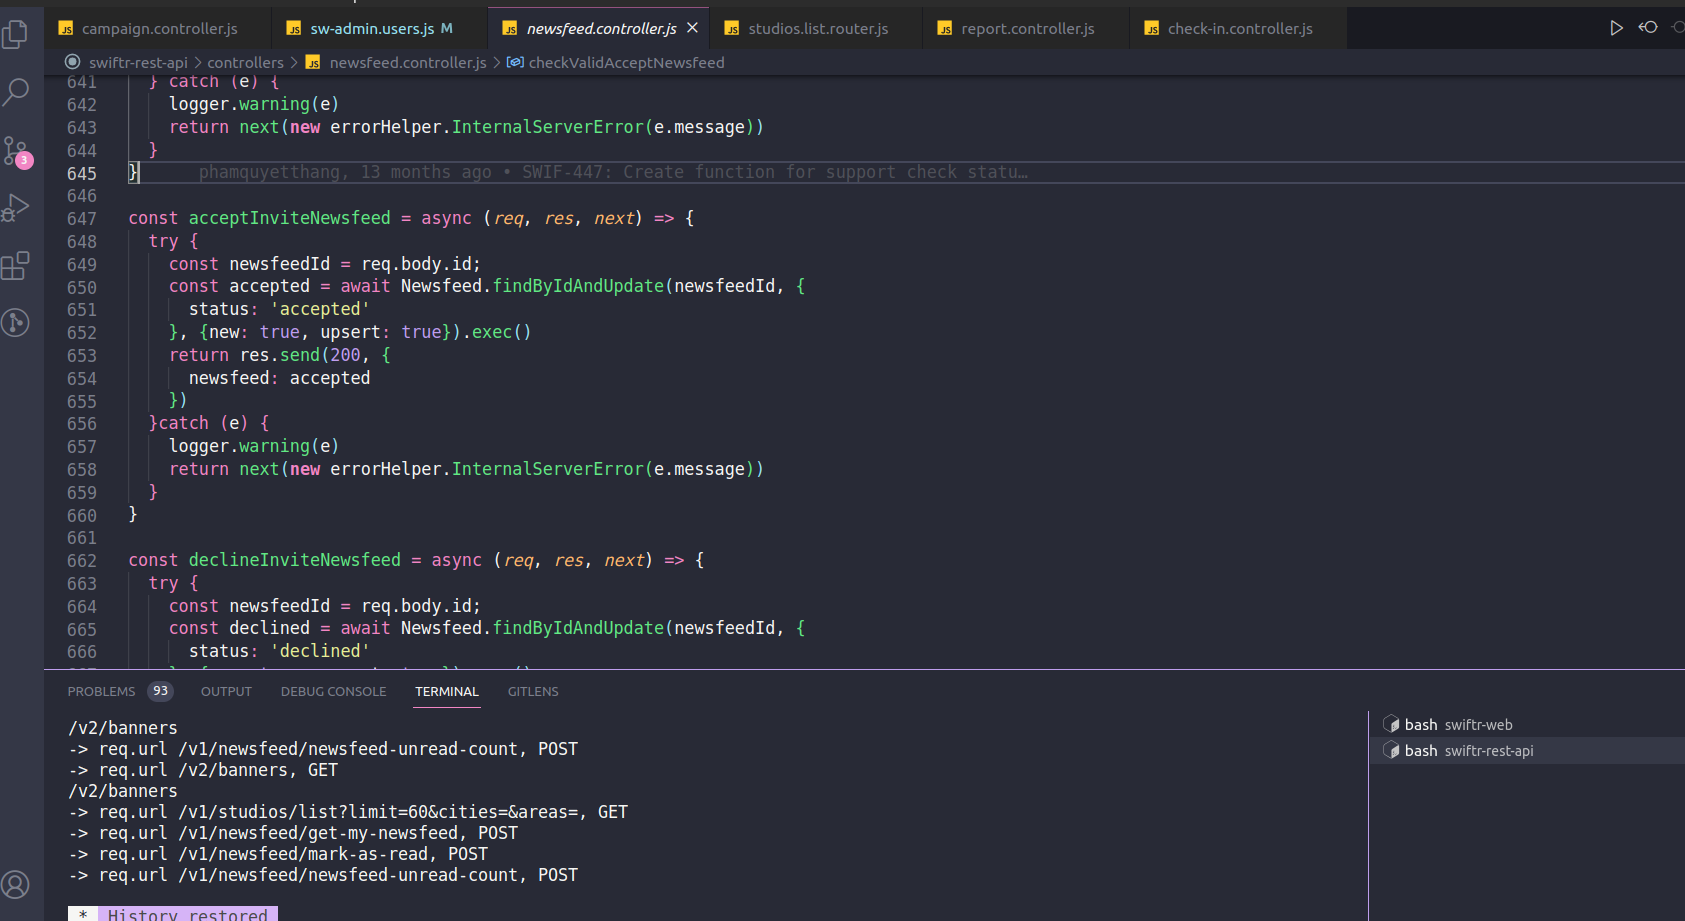 JS campaign.controller.js JS sw-admin.users.js M JS newsfeed.controller.js JS studios.list.router.js JS report.controller.js JS check-in.controller.js
swiftr-rest-api > controllers > JS newsfeed.controller.js > checkValidAcceptNewsfeed
641 } catch (e) {
642 logger.warning(e)
643 return next(new errorHelper.InternalServerError(e.message))
644 }
645 } phamquyetthang, 13 months ago • SWIF-447: Create function for support check statu…
646
647 const acceptInviteNewsfeed = async (req, res, next) => {
648 try {
649 const newsfeedId = req.body.id;
650 const accepted = await Newsfeed.findByIdAndUpdate(newsfeedId, {
651 status: 'accepted'
652 }, {new: true, upsert: true}).exec()
653 return res.send(200, {
654 newsfeed: accepted
655 })
656 }catch (e) {
657 logger.warning(e)
658 return next(new errorHelper.InternalServerError(e.message))
659 }
660 }
661
662 const declineInviteNewsfeed = async (req, res, next) => {
663 try {
664 const newsfeedId = req.body.id;
665 const declined = await Newsfeed.findByIdAndUpdate(newsfeedId, {
666 status: 'declined'
3
PROBLEMS 93 OUTPUT DEBUG CONSOLE TERMINAL GITLENS
/v2/banners
-> req.url /v1/newsfeed/newsfeed-unread-count, POST
-> req.url /v2/banners, GET
/v2/banners
-> req.url /v1/studios/list?limit=60&cities=&areas=, GET
-> req.url /v1/newsfeed/get-my-newsfeed, POST
-> req.url /v1/newsfeed/mark-as-read, POST
-> req.url /v1/newsfeed/newsfeed-unread-count, POST
* History restored
bash swiftr-web
bash swiftr-rest-api